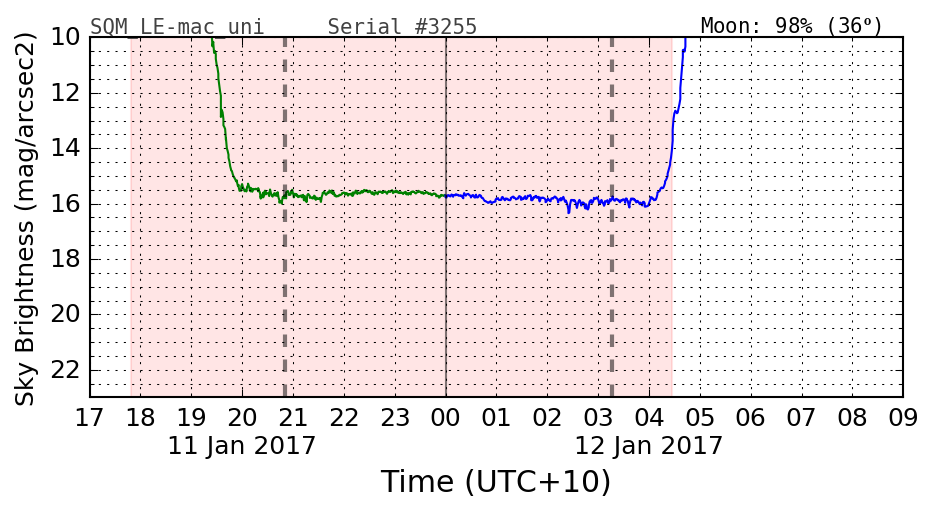 SQM_LE-mac_uni Serial #3255 Moon: 98% (36°)
Sky Brightness (mag/arcsec2)
10
12
14
16
18
20
22
17 18 19 20 21 22 23 00 01 02 03 04 05 06 07 08 09
11 Jan 2017 12 Jan 2017
Time (UTC+10)